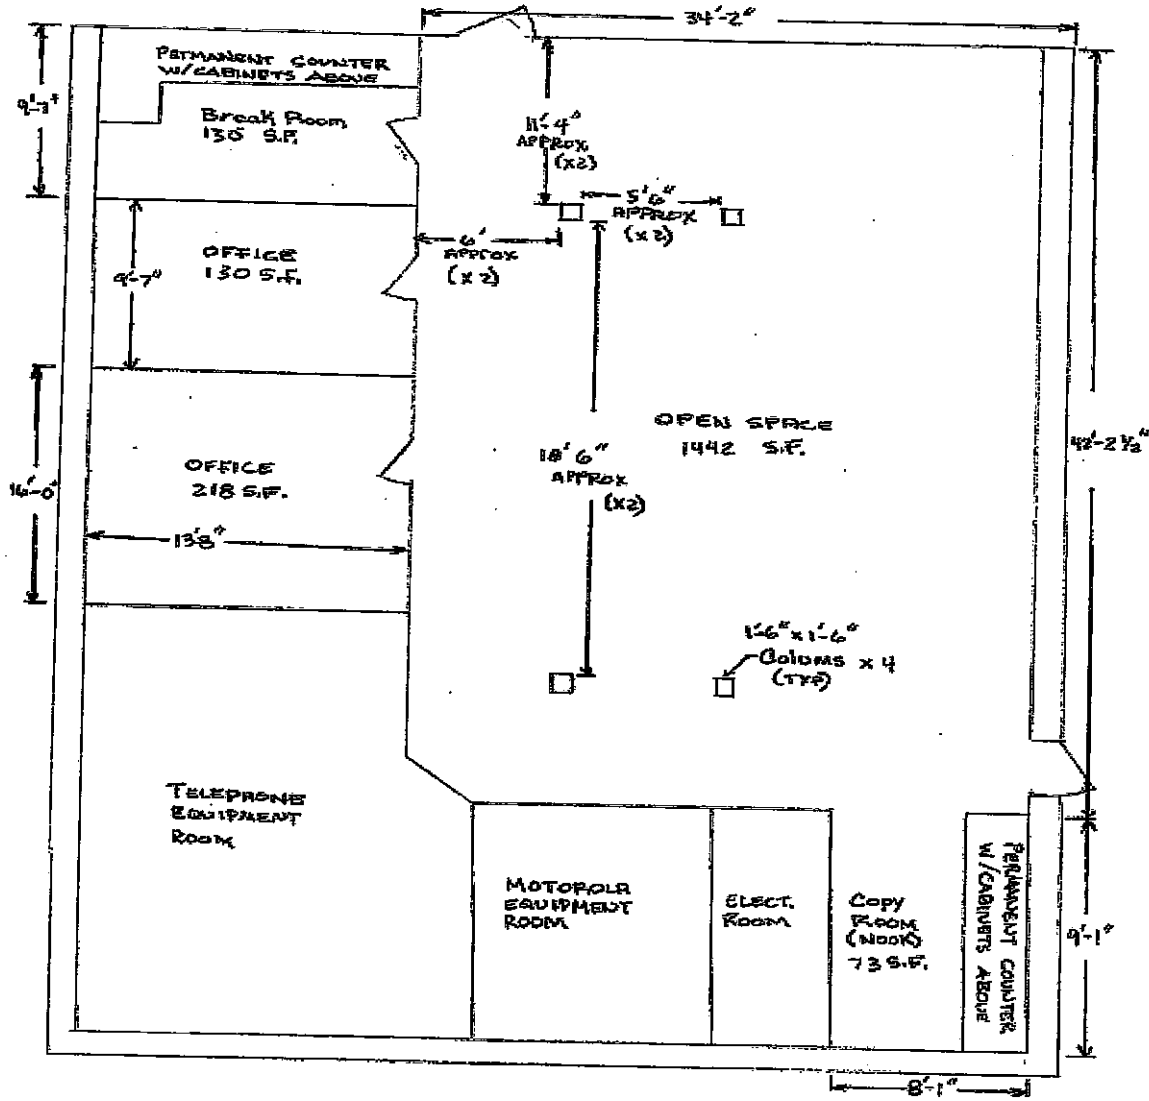 34'-2"
PERMANENT COUNTER
W/CABINETS ABOVE
9'-7"
Break Room
130 S.F.
11'-4"
APPROX
(x2)
5'6"
APPROX
(x2)
6'
APPROX
(x2)
OFFICE
130 S.F.
9'-7"
OPEN SPACE
1442 S.F.
42'-2 1/2"
18'6"
APPROX
(x2)
OFFICE
218 S.F.
16'-0"
13'8"
1'-6" x 1'-6"
Colums x 4
(TYP)
TELEPHONE
EQUIPMENT
ROOM
MOTOROLA
EQUIPMENT
ROOM
ELECT.
ROOM
Copy
ROOM
(NOOK)
73 S.F.
PERMANENT COUNTER
W/CABINETS ABOVE
9'-1"
8'-1"